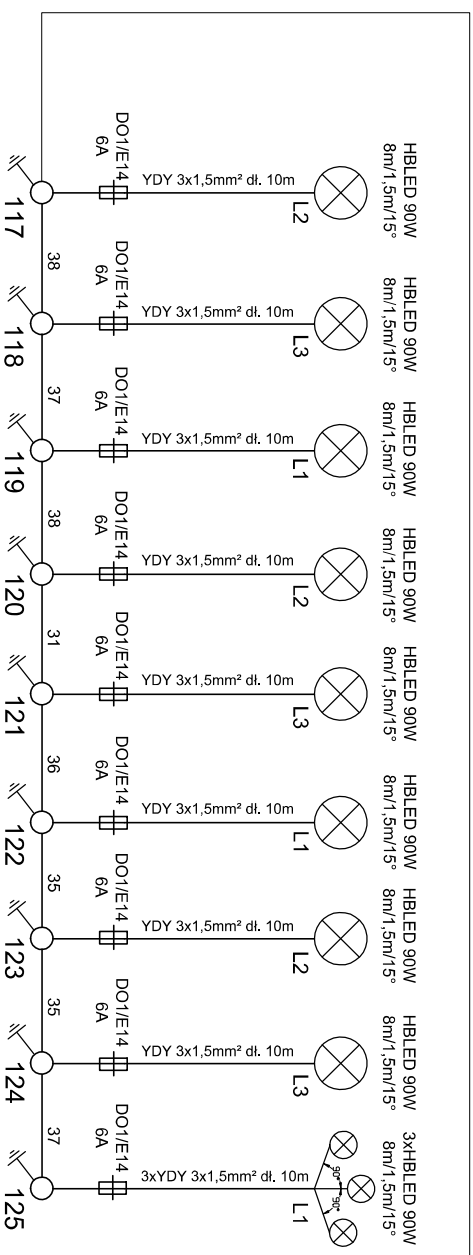 HBLED 90W
8m/1,5m/15°
L2
YDY 3x1,5mm² dł. 10m
DO1/E14
6A
117
38
HBLED 90W
8m/1,5m/15°
L3
YDY 3x1,5mm² dł. 10m
DO1/E14
6A
118
37
HBLED 90W
8m/1,5m/15°
L1
YDY 3x1,5mm² dł. 10m
DO1/E14
6A
119
38
HBLED 90W
8m/1,5m/15°
L2
YDY 3x1,5mm² dł. 10m
DO1/E14
6A
120
31
HBLED 90W
8m/1,5m/15°
L3
YDY 3x1,5mm² dł. 10m
DO1/E14
6A
121
36
HBLED 90W
8m/1,5m/15°
L1
YDY 3x1,5mm² dł. 10m
DO1/E14
6A
122
35
HBLED 90W
8m/1,5m/15°
L2
YDY 3x1,5mm² dł. 10m
DO1/E14
6A
123
35
HBLED 90W
8m/1,5m/15°
L3
YDY 3x1,5mm² dł. 10m
DO1/E14
6A
124
37
3xHBLED 90W
8m/1,5m/15°
90°
90°
L1
3xYDY 3x1,5mm² dł. 10m
DO1/E14
6A
125